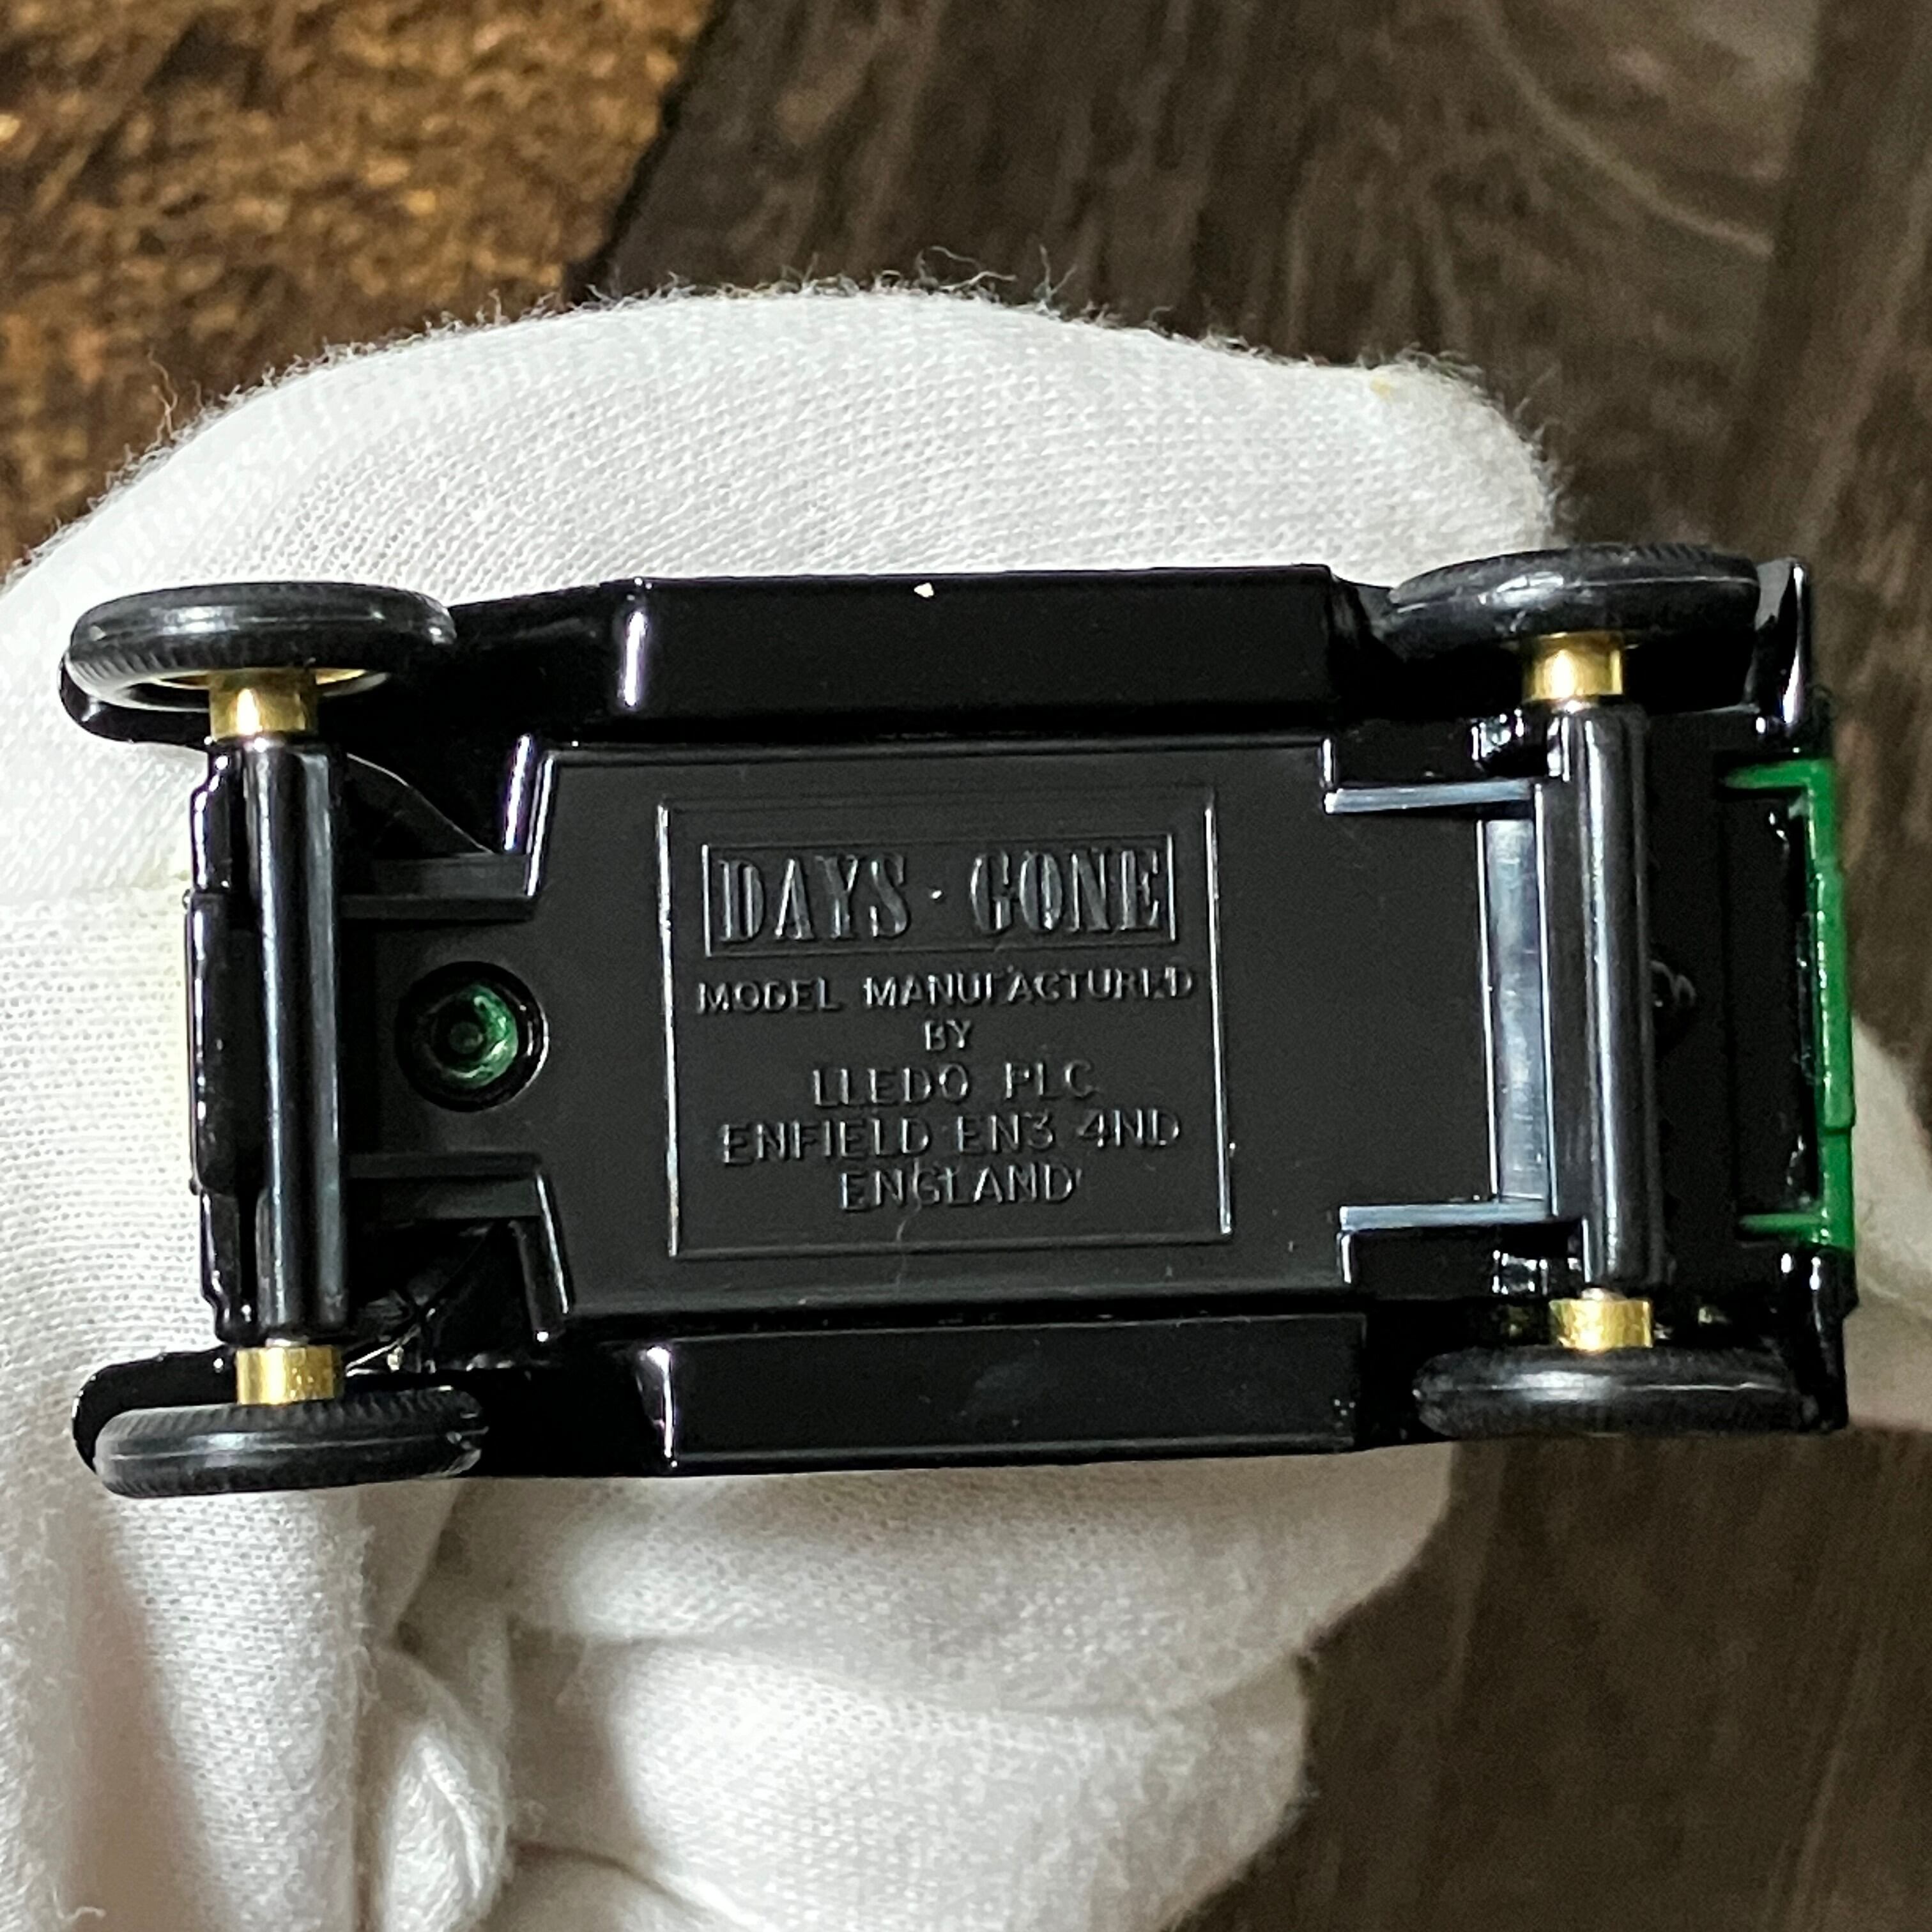 DAYS · GONE
MODEL MANUFACTURED
BY
LLEDO PLC
ENFIELD EN3 4ND
ENGLAND